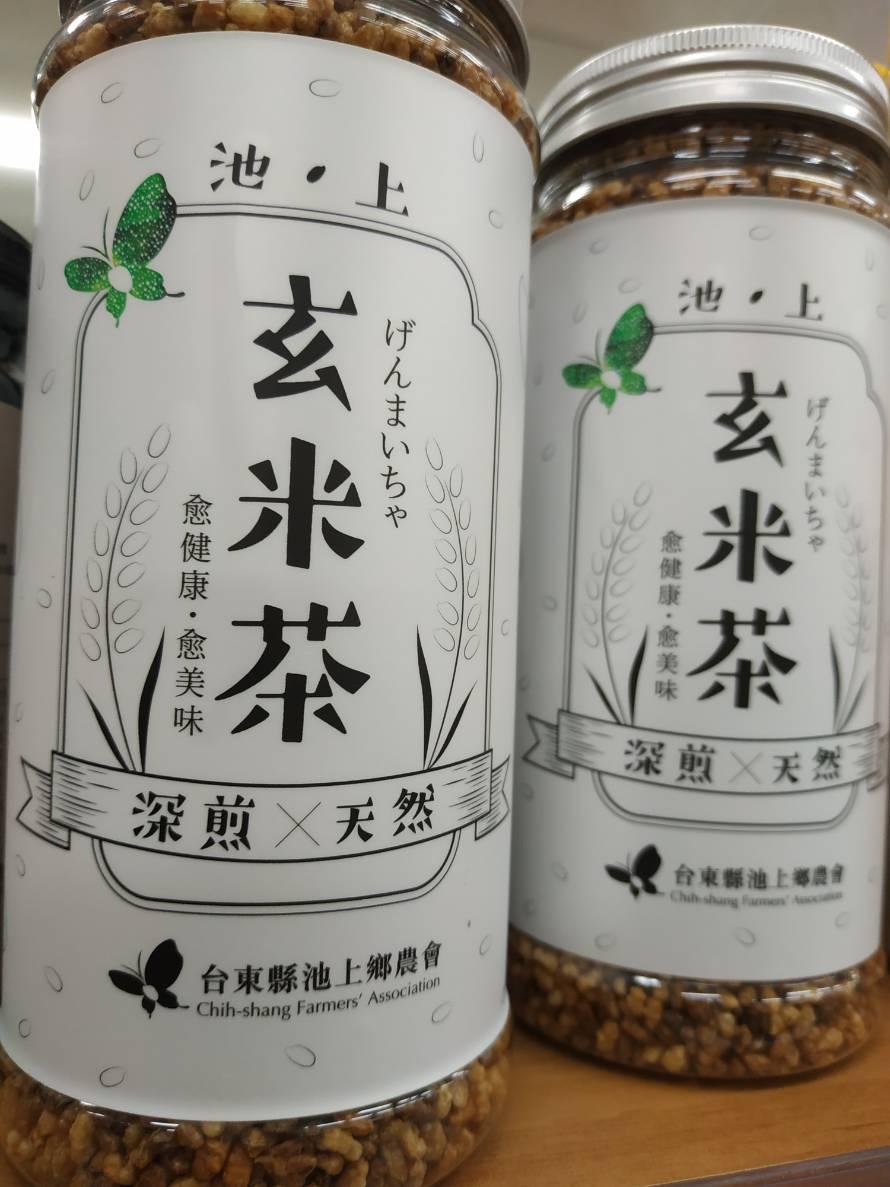 池・上
げんまいちゃ
玄米茶
愈健康・愈美味
深煎×天然
台東縣池上鄉農會
Chih-shang Farmers' Association
池・上
げんまいちゃ
玄米茶
愈健康・愈美味
深煎×天然
台東縣池上鄉農會
Chih-shang Farmers' Association